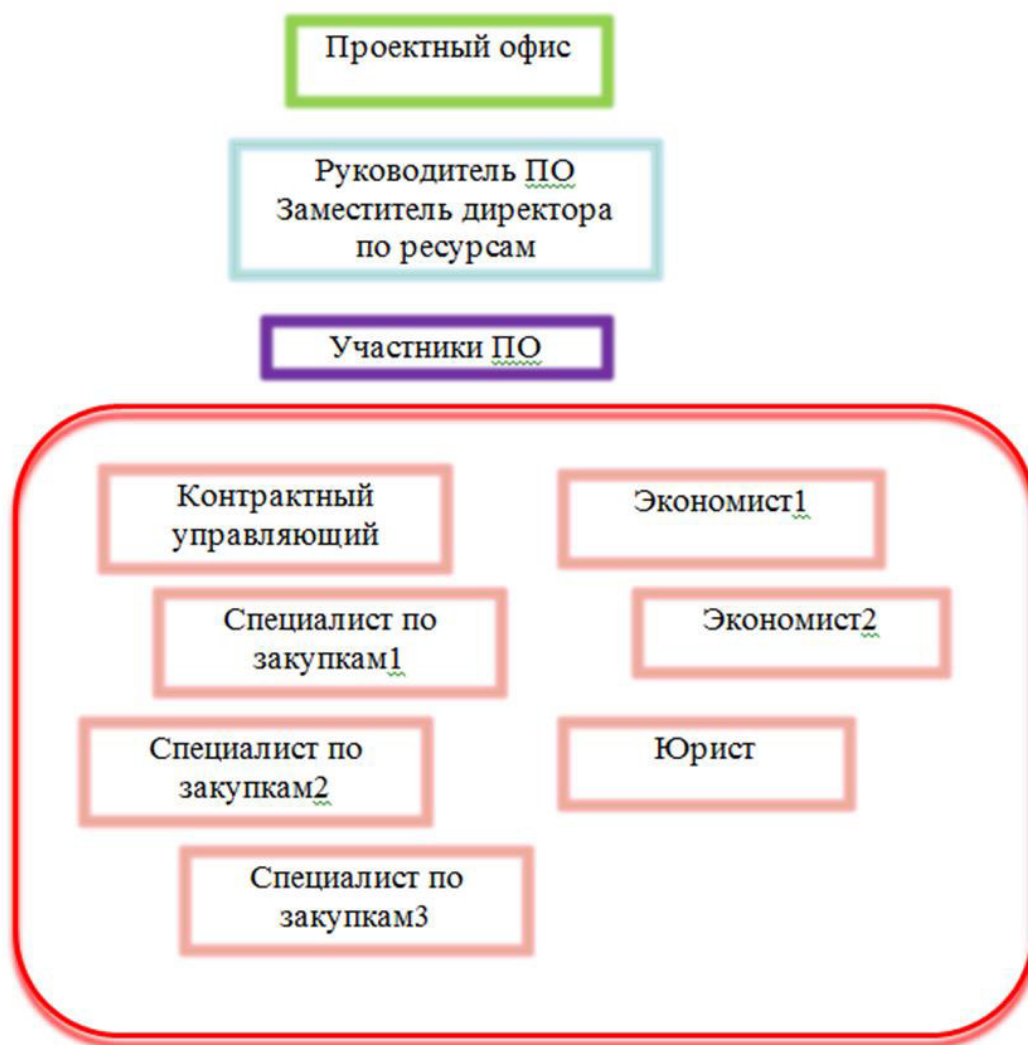 Проектный офис
Руководитель ПО
Заместитель директора
по ресурсам
Участники ПО
Контрактный
управляющий
Экономист1
Специалист по
закупкам1
Экономист2
Специалист по
закупкам2
Юрист
Специалист по
закупкам3